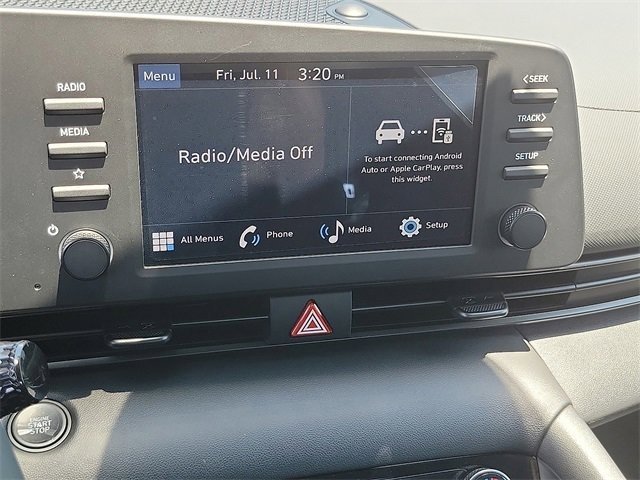 RADIO
MEDIA
Menu
Fri, Jul. 11
3:20 PM
Radio/Media Off
To start connecting Android
Auto or Apple CarPlay, press
this widget.
All Menus
Phone
Media
Setup
<SEEK
TRACK>
SETUP
ENGINE
START
STOP